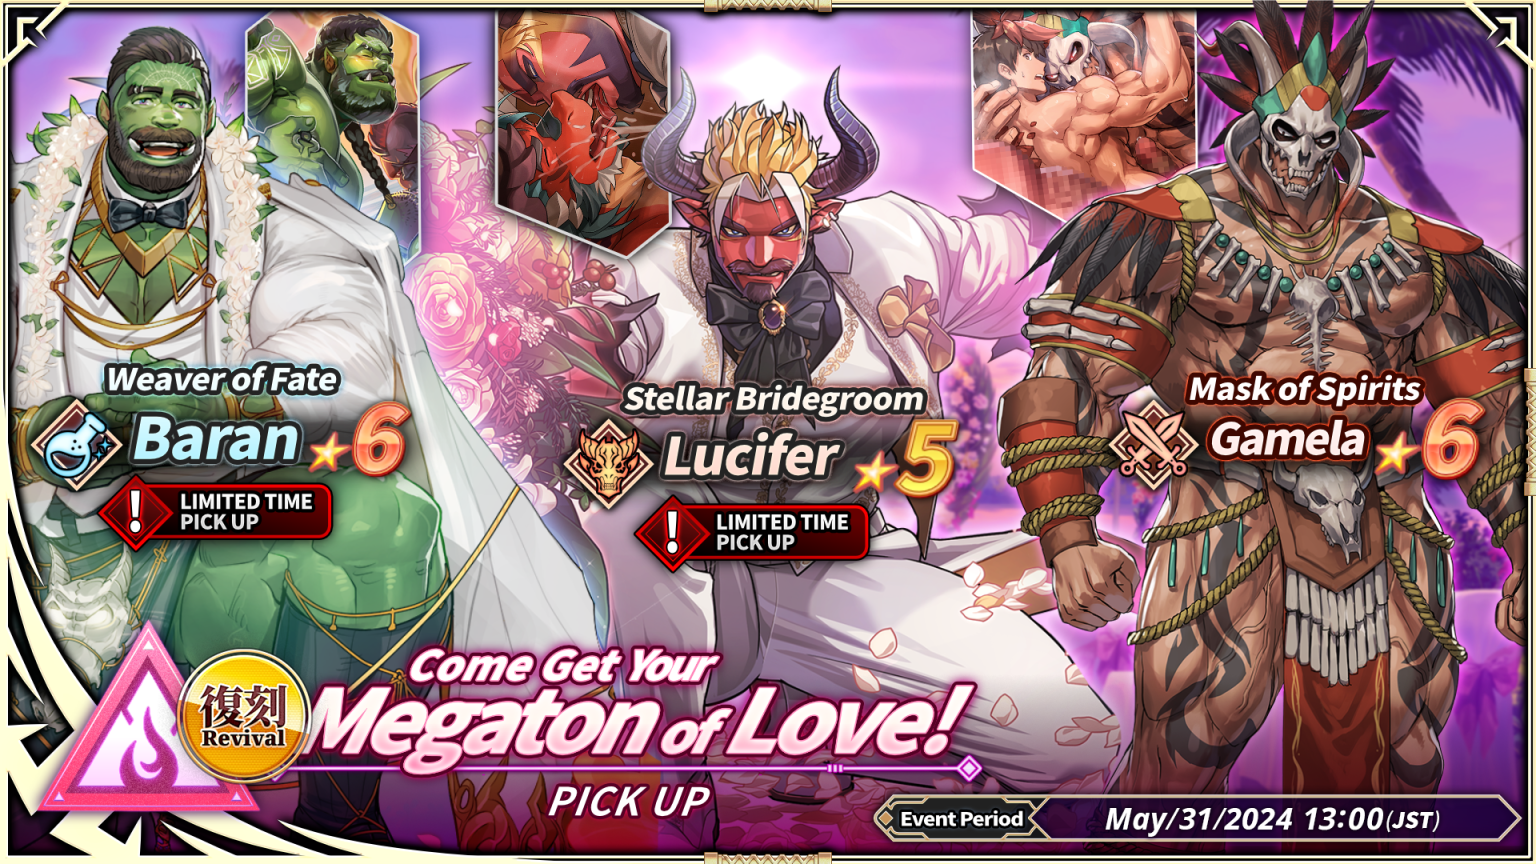 Weaver of Fate
Baran ★6
!
LIMITED TIME
PICK UP
Stellar Bridegroom
Lucifer ★5
!
LIMITED TIME
PICK UP
Mask of Spirits
Gamela ★6
復刻
Revival
Come Get Your
Megaton of Love!
PICK UP
Event Period
May/31/2024 13:00(JST)